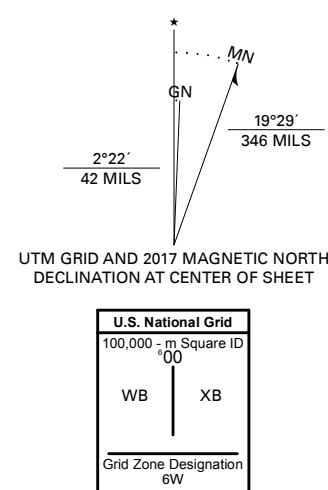 ★
MN
GN
19°29´
346 MILS
2°22´
42 MILS
UTM GRID AND 2017 MAGNETIC NORTH
DECLINATION AT CENTER OF SHEET
U.S. National Grid
100,000 - m Square ID
⁶00
WB XB
Grid Zone Designation
6W